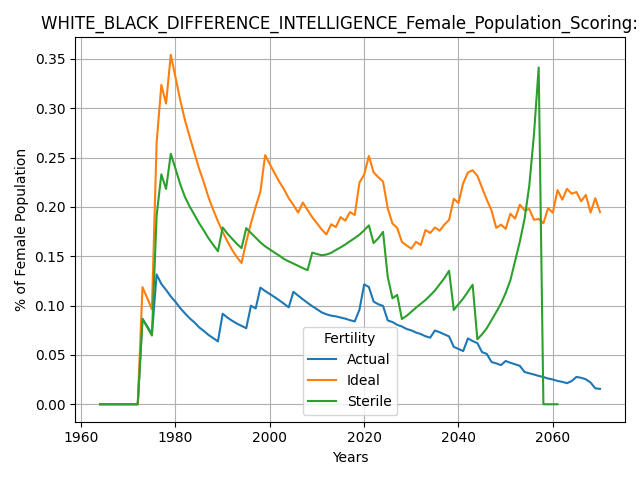 WHITE_BLACK_DIFFERENCE_INTELLIGENCE_Female_Population_Scoring:
0.35
0.30
0.25
0.20
0.15
0.10
0.05
0.00
% of Female Population
Fertility
Actual
Ideal
Sterile
1960 1980 2000 2020 2040 2060
Years